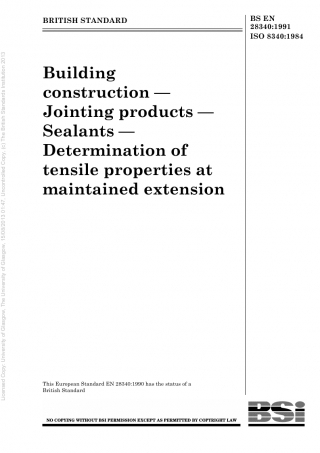 BRITISH STANDARD
BS EN
28340:1991
ISO 8340:1984
Building
construction —
Jointing products —
Sealants —
Determination of
tensile properties at
maintained extension
This European Standard EN 28340:1990 has the status of a
British Standard
NO COPYING WITHOUT BSI PERMISSION EXCEPT AS PERMITTED BY COPYRIGHT LAW
BSi